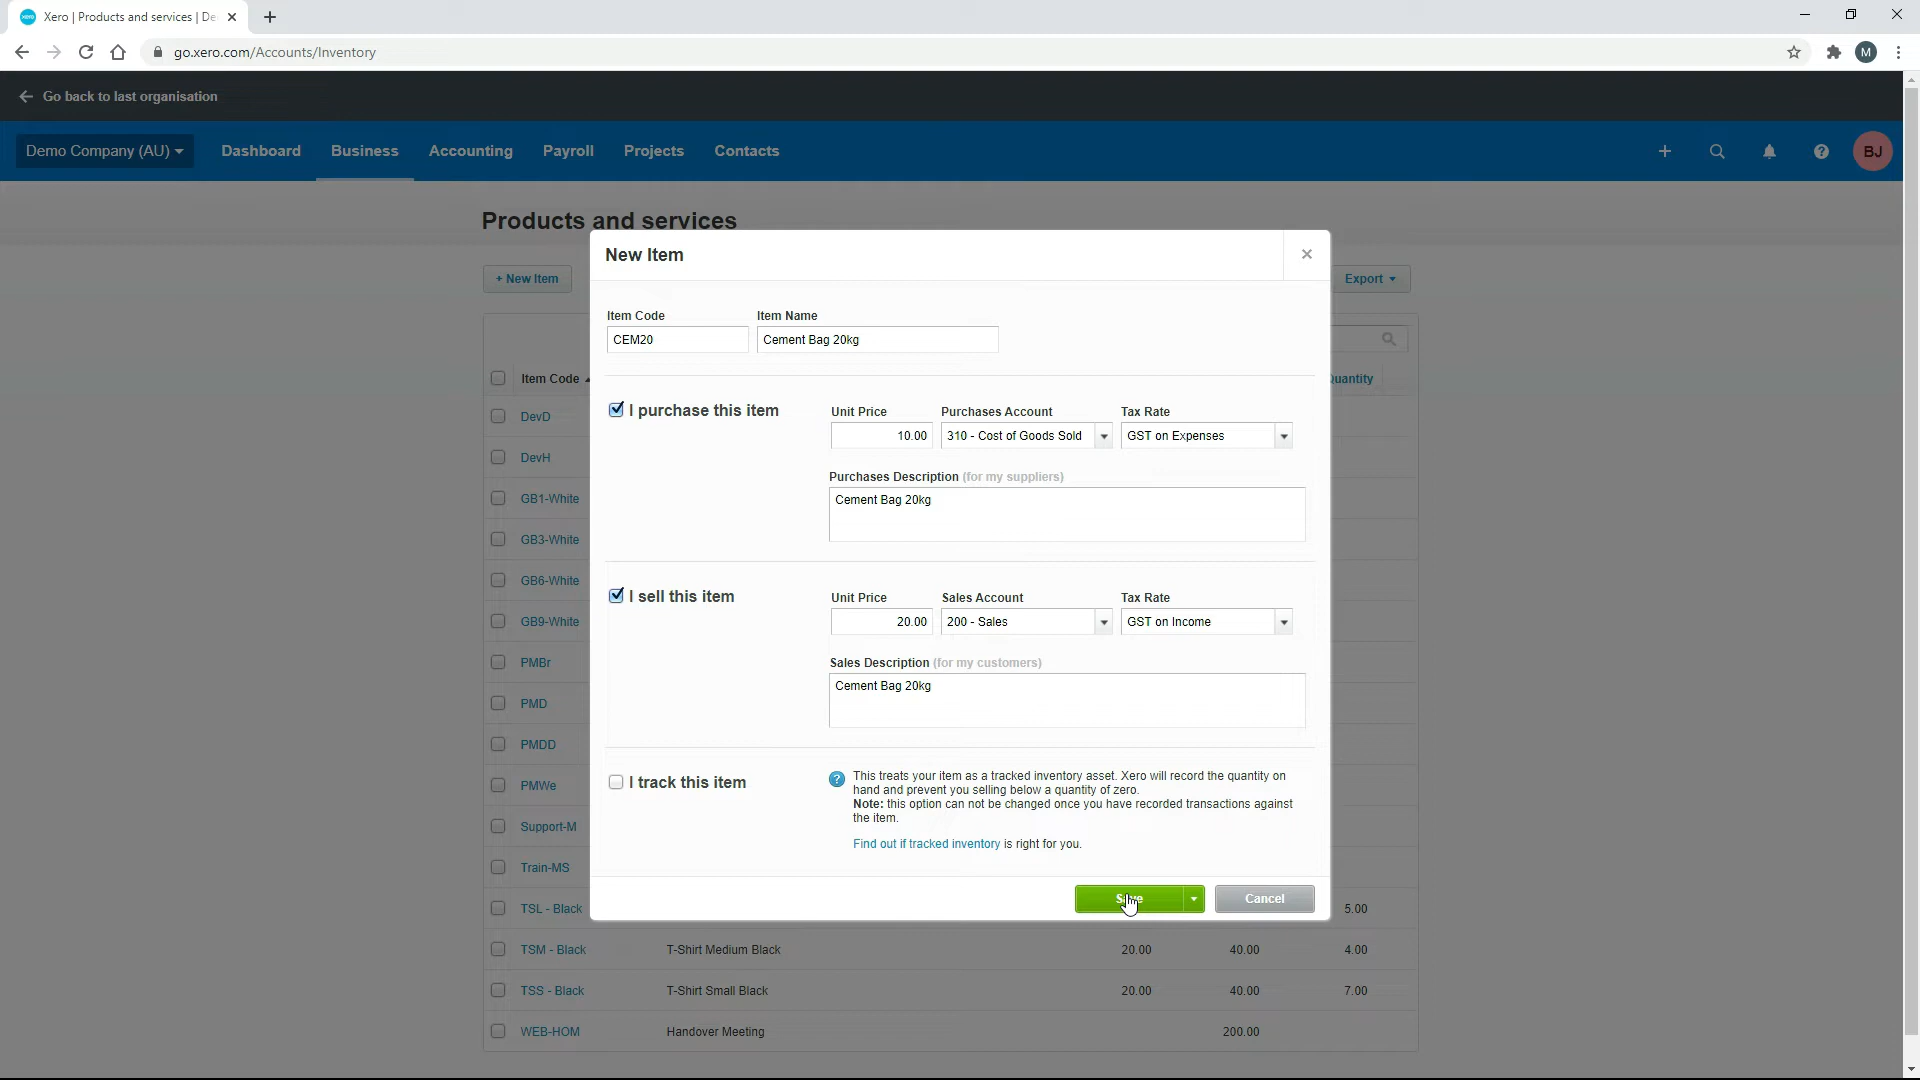 Xero | Products and services | De
go.xero.com/Accounts/Inventory
M
Go back to last organisation
Demo Company (AU)
Dashboard
Business
Accounting
Payroll
Projects
Contacts
BJ
Products and services
+ New Item
Export
New Item
Item Code
Item Name
CEM20
Cement Bag 20kg
Item Code
Quantity
I purchase this item
Unit Price
Purchases Account
Tax Rate
10.00
310 - Cost of Goods Sold
GST on Expenses
Purchases Description (for my suppliers)
Cement Bag 20kg
I sell this item
Unit Price
Sales Account
Tax Rate
20.00
200 - Sales
GST on Income
Sales Description (for my customers)
Cement Bag 20kg
I track this item
This treats your item as a tracked inventory asset. Xero will record the quantity on
hand and prevent you selling below a quantity of zero.
Note: this option can not be changed once you have recorded transactions against
the item.
Find out if tracked inventory is right for you.
Save
Cancel
DevD
DevH
GB1-White
GB3-White
GB6-White
GB9-White
PMBr
PMD
PMDD
PMWe
Support-M
Train-MS
TSL - Black 5.00
TSM - Black T-Shirt Medium Black 20.00 40.00 4.00
TSS - Black T-Shirt Small Black 20.00 40.00 7.00
WEB-HOM Handover Meeting 200.00